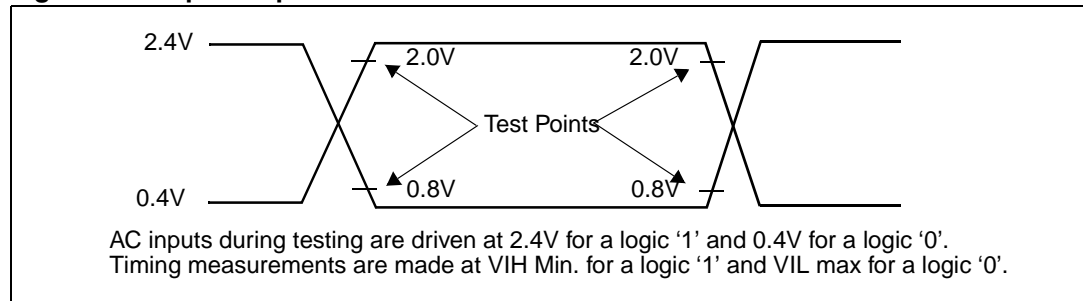 2.4V
2.0V 2.0V
Test Points
0.8V 0.8V
0.4V
AC inputs during testing are driven at 2.4V for a logic ‘1’ and 0.4V for a logic ‘0’.
Timing measurements are made at VIH Min. for a logic ‘1’ and VIL max for a logic ‘0’.